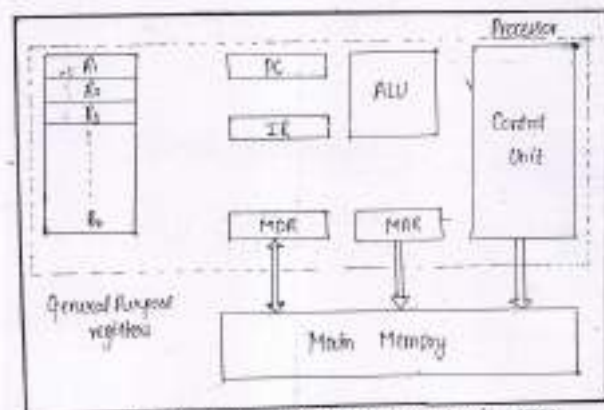 Processor
R1
R2
R3
Rn
PC
IR
ALU
Control
Unit
MDR
MAR
General Purpose
registers
Main Memory